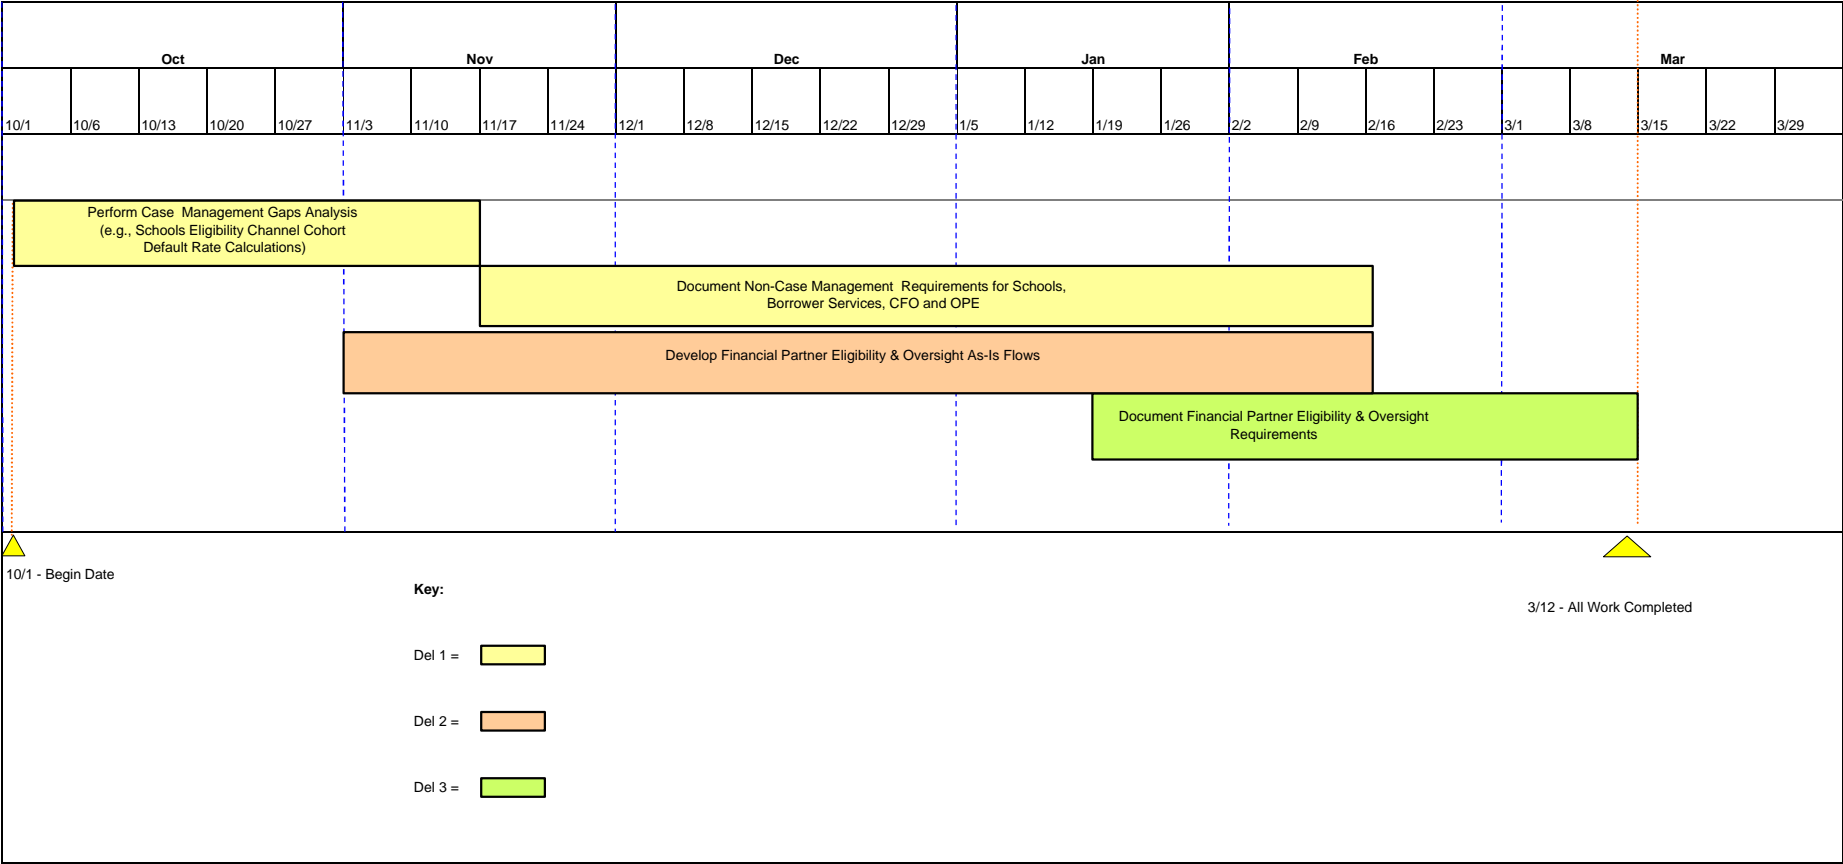 Oct Nov Dec Jan Feb Mar
10/1 10/6 10/13 10/20 10/27 11/3 11/10 11/17 11/24 12/1 12/8 12/15 12/22 12/29 1/5 1/12 1/19 1/26 2/2 2/9 2/16 2/23 3/1 3/8 3/15 3/22 3/29
Perform Case Management Gaps Analysis
(e.g., Schools Eligibility Channel Cohort
Default Rate Calculations)
Document Non-Case Management Requirements for Schools,
Borrower Services, CFO and OPE
Develop Financial Partner Eligibility & Oversight As-Is Flows
Document Financial Partner Eligibility & Oversight
Requirements
10/1 - Begin Date
Key:
3/12 - All Work Completed
Del 1 =
Del 2 =
Del 3 =